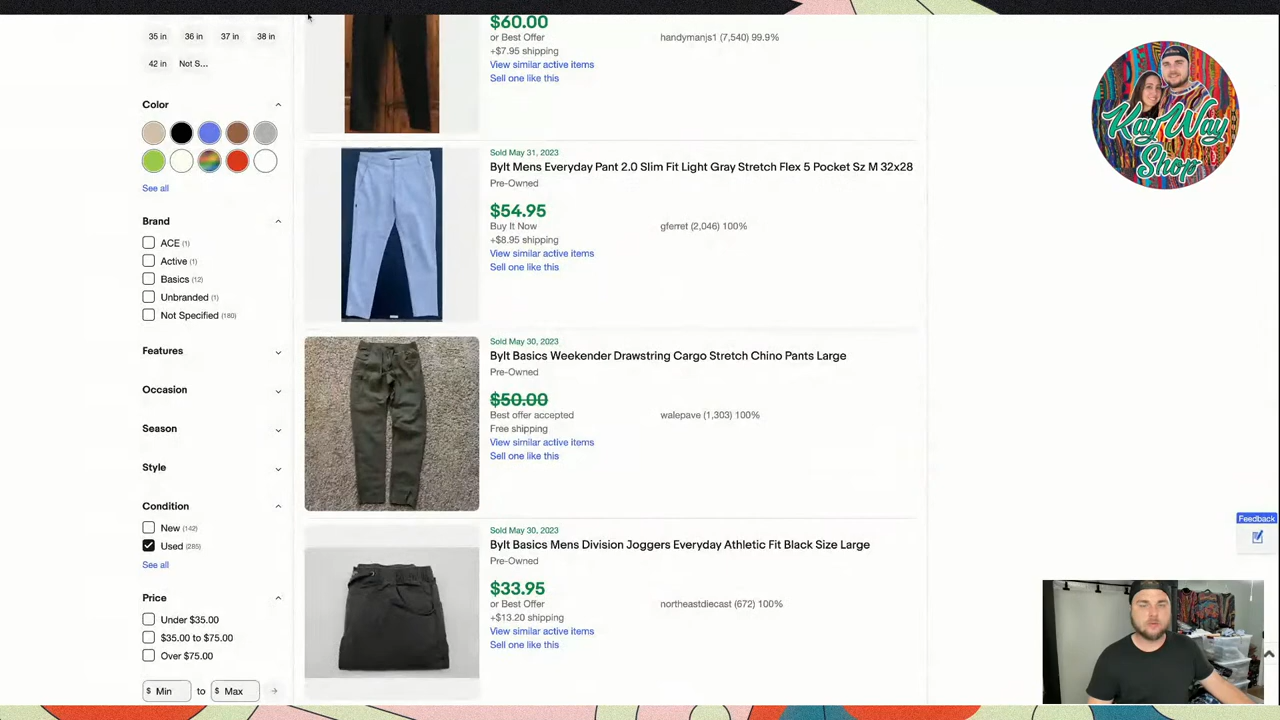 35 in 36 in 37 in 38 in
42 in Not S...
Color
See all
Brand
ACE (1)
Active (1)
Basics (12)
Unbranded (1)
Not Specified (180)
Features
Occasion
Season
Style
Condition
New (142)
Used (285)
See all
Price
Under $35.00
$35.00 to $75.00
Over $75.00
$ Min to $ Max
$60.00
or Best Offer handymanjs1 (7,540) 99.9%
+$7.95 shipping
View similar active items
Sell one like this
Sold May 31, 2023
Bylt Mens Everyday Pant 2.0 Slim Fit Light Gray Stretch Flex 5 Pocket Sz M 32x28
Pre-Owned
$54.95
Buy It Now gferret (2,046) 100%
+$8.95 shipping
View similar active items
Sell one like this
Sold May 30, 2023
Bylt Basics Weekender Drawstring Cargo Stretch Chino Pants Large
Pre-Owned
$50.00
Best offer accepted walepave (1,303) 100%
Free shipping
View similar active items
Sell one like this
Sold May 30, 2023
Bylt Basics Mens Division Joggers Everyday Athletic Fit Black Size Large
Pre-Owned
$33.95
or Best Offer northeastdiecast (672) 100%
+$13.20 shipping
View similar active items
Sell one like this
KayWay
Shop
Feedback